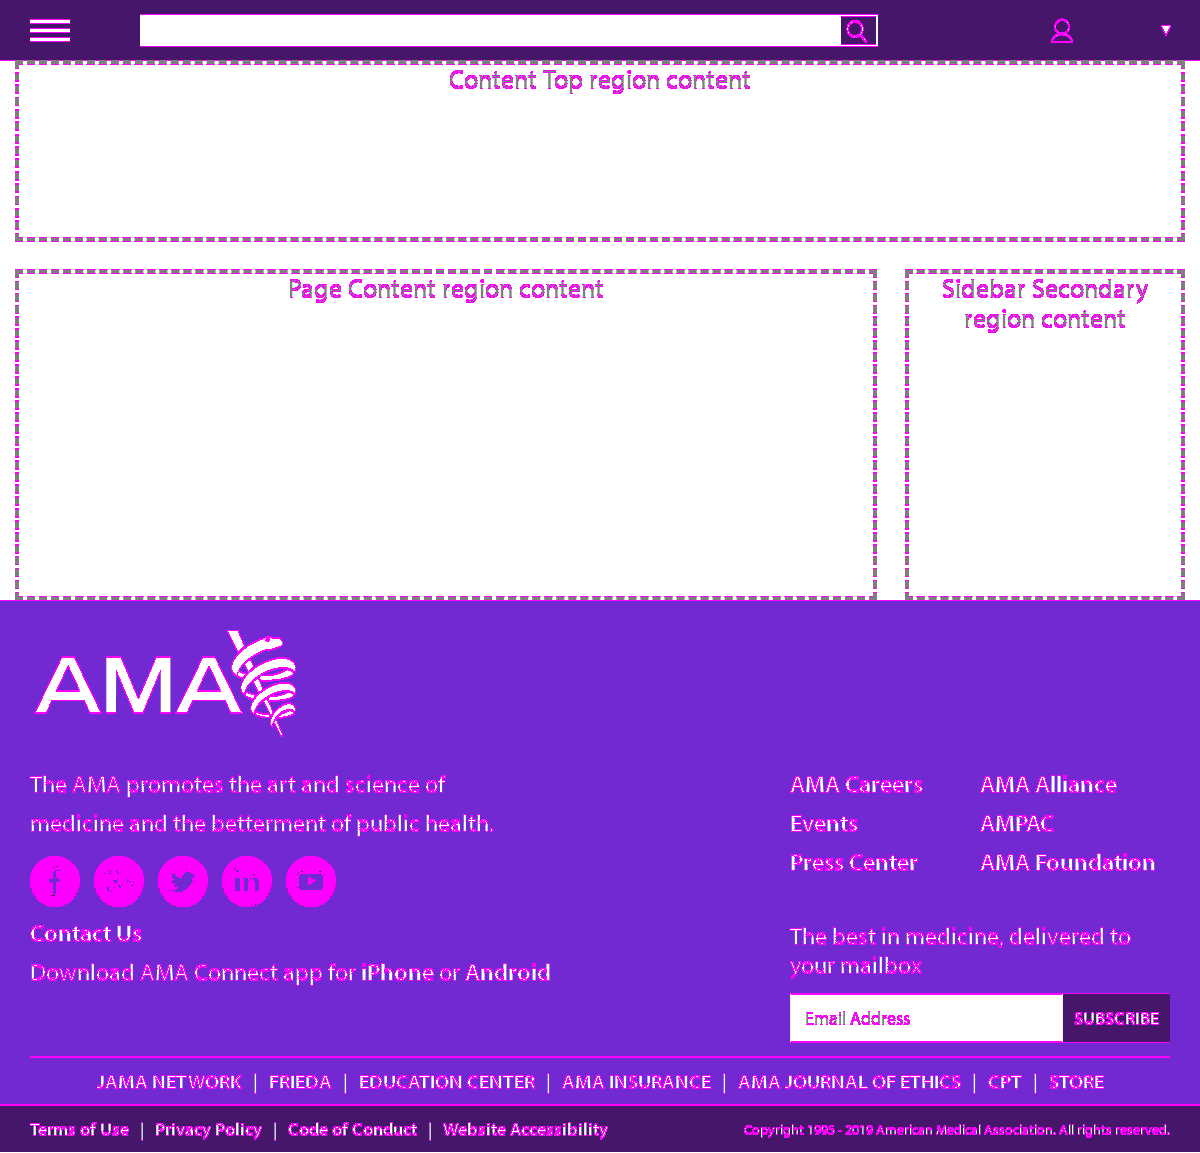 ▼
Content Top region content
Page Content region content
Sidebar Secondary
region content
AMA
The AMA promotes the art and science of
medicine and the betterment of public health.
Contact Us
Download AMA Connect app for iPhone or Android
AMA Careers
Events
Press Center
AMA Alliance
AMPAC
AMA Foundation
The best in medicine, delivered to
your mailbox
Email Address
SUBSCRIBE
JAMA NETWORK | FRIEDA | EDUCATION CENTER | AMA INSURANCE | AMA JOURNAL OF ETHICS | CPT | STORE
Terms of Use | Privacy Policy | Code of Conduct | Website Accessibility
Copyright 1995 - 2019 American Medical Association. All rights reserved.